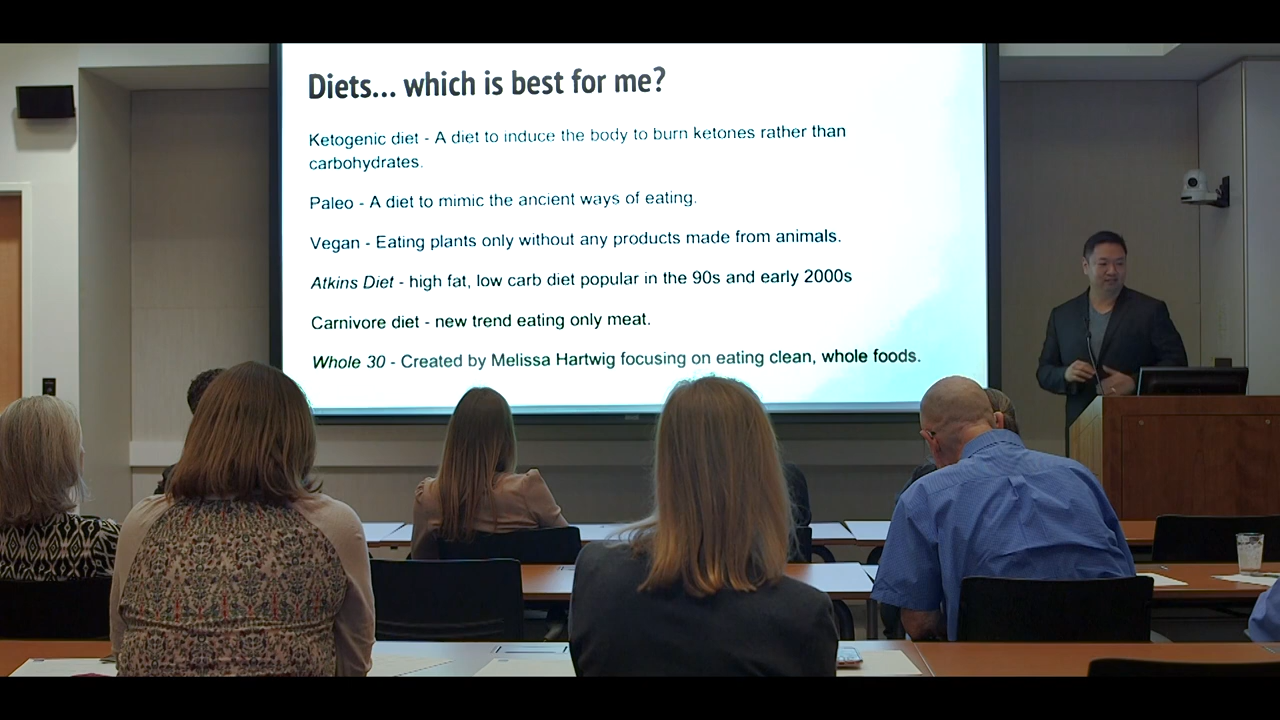 Diets... which is best for me?
Ketogenic diet - A diet to induce the body to burn ketones rather than
carbohydrates.
Paleo - A diet to mimic the ancient ways of eating.
Vegan - Eating plants only without any products made from animals.
Atkins Diet - high fat, low carb diet popular in the 90s and early 2000s
Carnivore diet - new trend eating only meat.
Whole 30 - Created by Melissa Hartwig focusing on eating clean, whole foods.